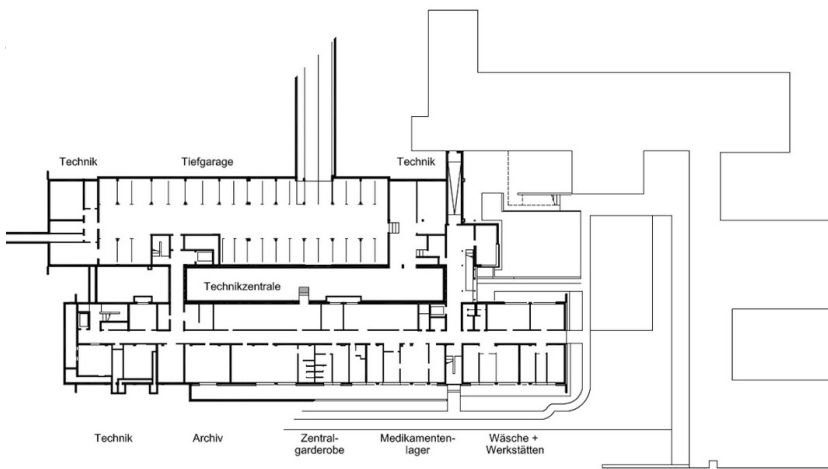 Technik Tiefgarage Technik
Technikzentrale
Technik Archiv Zentral- Medikamenten- Wäsche +
garderobe lager Werkstätten